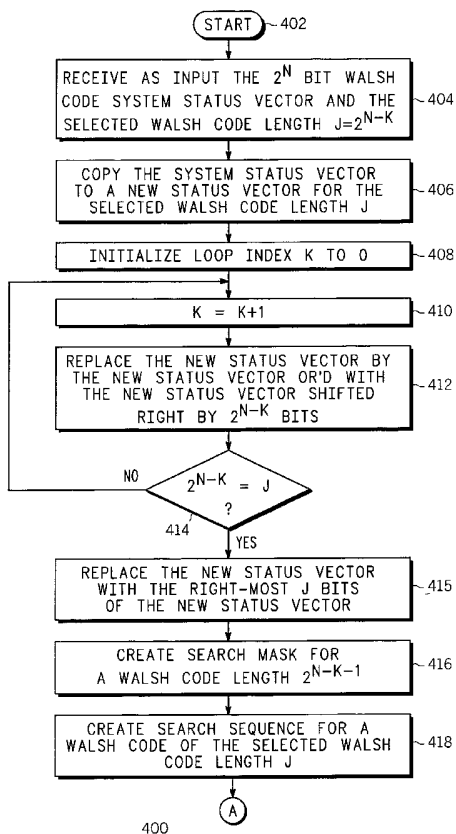 START
402
RECEIVE AS INPUT THE 2^N BIT WALSH
CODE SYSTEM STATUS VECTOR AND THE
SELECTED WALSH CODE LENGTH J=2^N-K
404
COPY THE SYSTEM STATUS VECTOR
TO A NEW STATUS VECTOR FOR THE
SELECTED WALSH CODE LENGTH J
406
INITIALIZE LOOP INDEX K TO 0
408
K = K+1
410
REPLACE THE NEW STATUS VECTOR BY
THE NEW STATUS VECTOR OR'D WITH
THE NEW STATUS VECTOR SHIFTED
RIGHT BY 2^N-K BITS
412
NO
2^N-K = J
?
414
YES
REPLACE THE NEW STATUS VECTOR
WITH THE RIGHT-MOST J BITS
OF THE NEW STATUS VECTOR
415
CREATE SEARCH MASK FOR
A WALSH CODE LENGTH 2^N-K-1
416
CREATE SEARCH SEQUENCE FOR A
WALSH CODE OF THE SELECTED WALSH
CODE LENGTH J
418
A
400